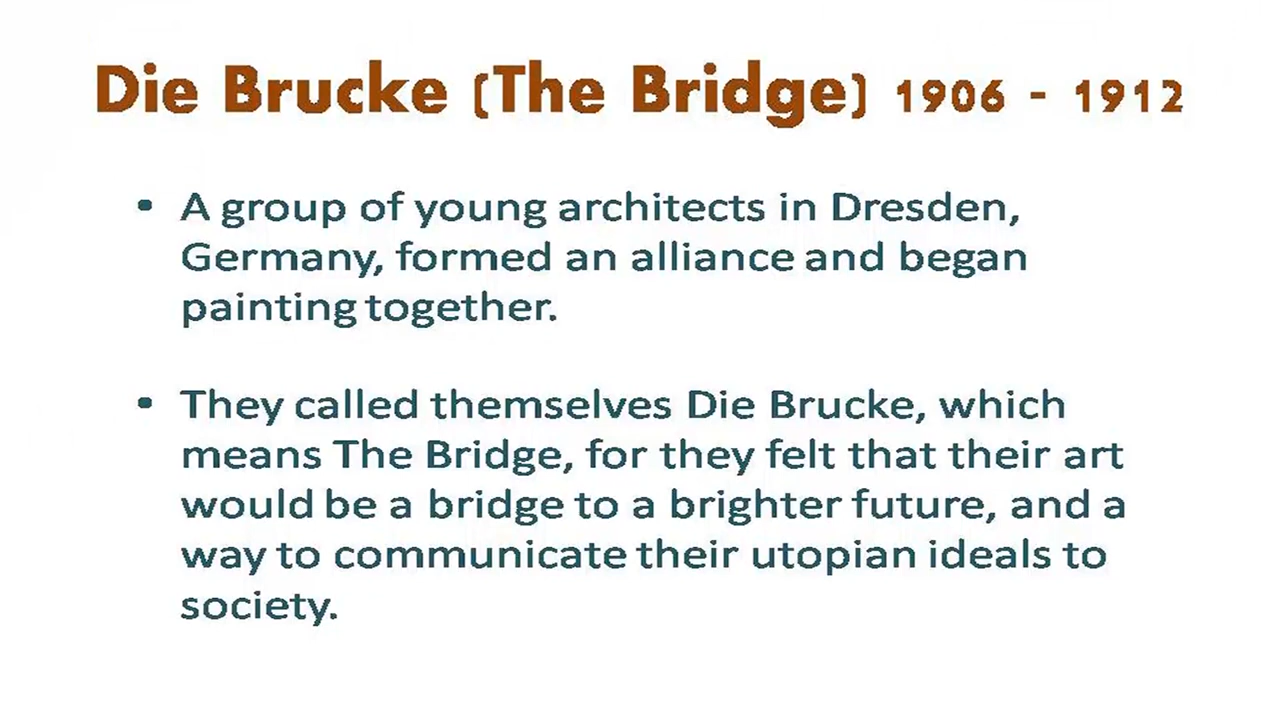 Die Brucke (The Bridge) 1906 - 1912
• A group of young architects in Dresden,
Germany, formed an alliance and began
painting together.
• They called themselves Die Brucke, which
means The Bridge, for they felt that their art
would be a bridge to a brighter future, and a
way to communicate their utopian ideals to
society.